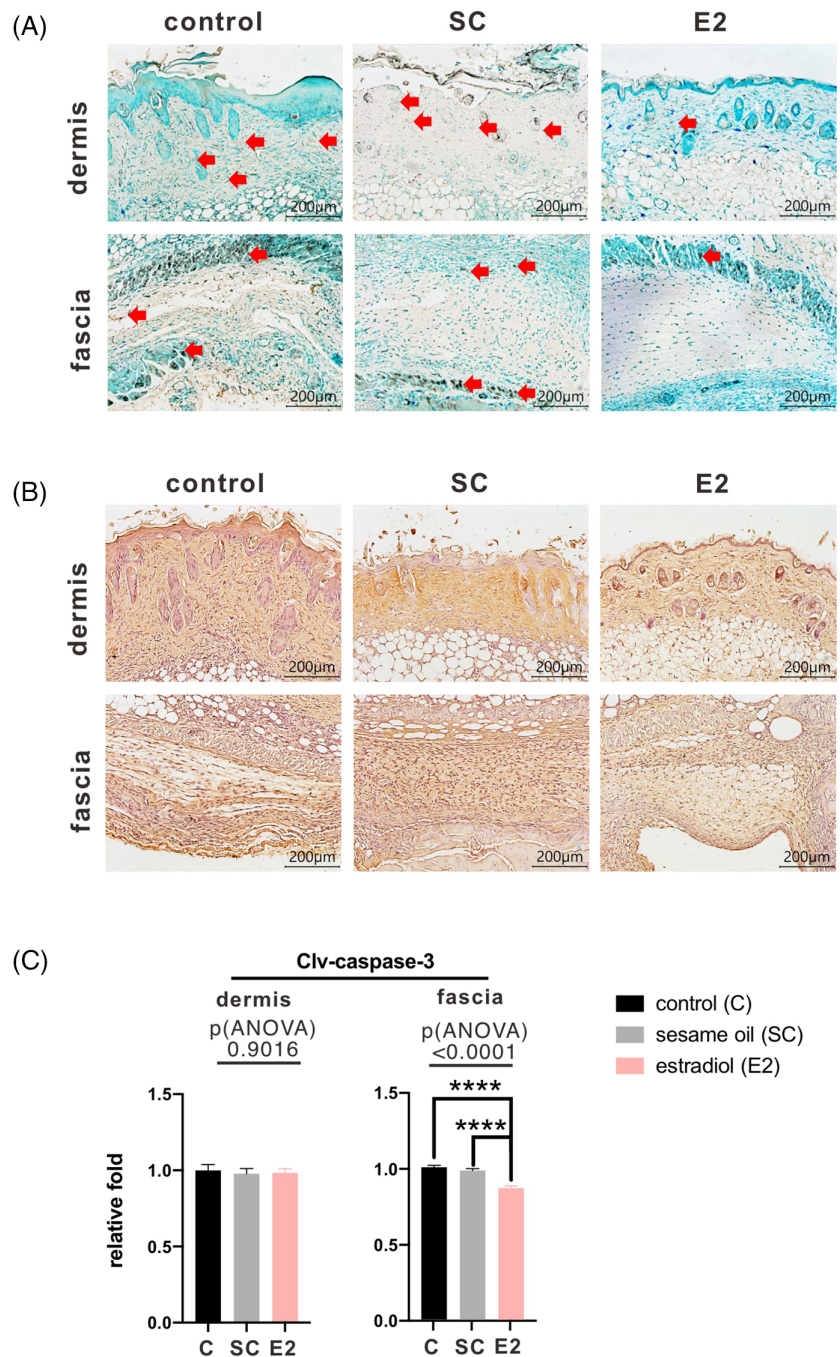 (A)
control SC E2
dermis
200μm 200μm 200μm
fascia
200μm 200μm 200μm
(B)
control SC E2
dermis
200μm 200μm 200μm
fascia
200μm 200μm 200μm
(C)
Clv-caspase-3
dermis fascia
p(ANOVA) p(ANOVA)
0.9016 <0.0001
control (C)
sesame oil (SC)
estradiol (E2)
****
****
relative fold
1.5 1.5
1.0 1.0
0.5 0.5
0.0 0.0
C SC E2 C SC E2